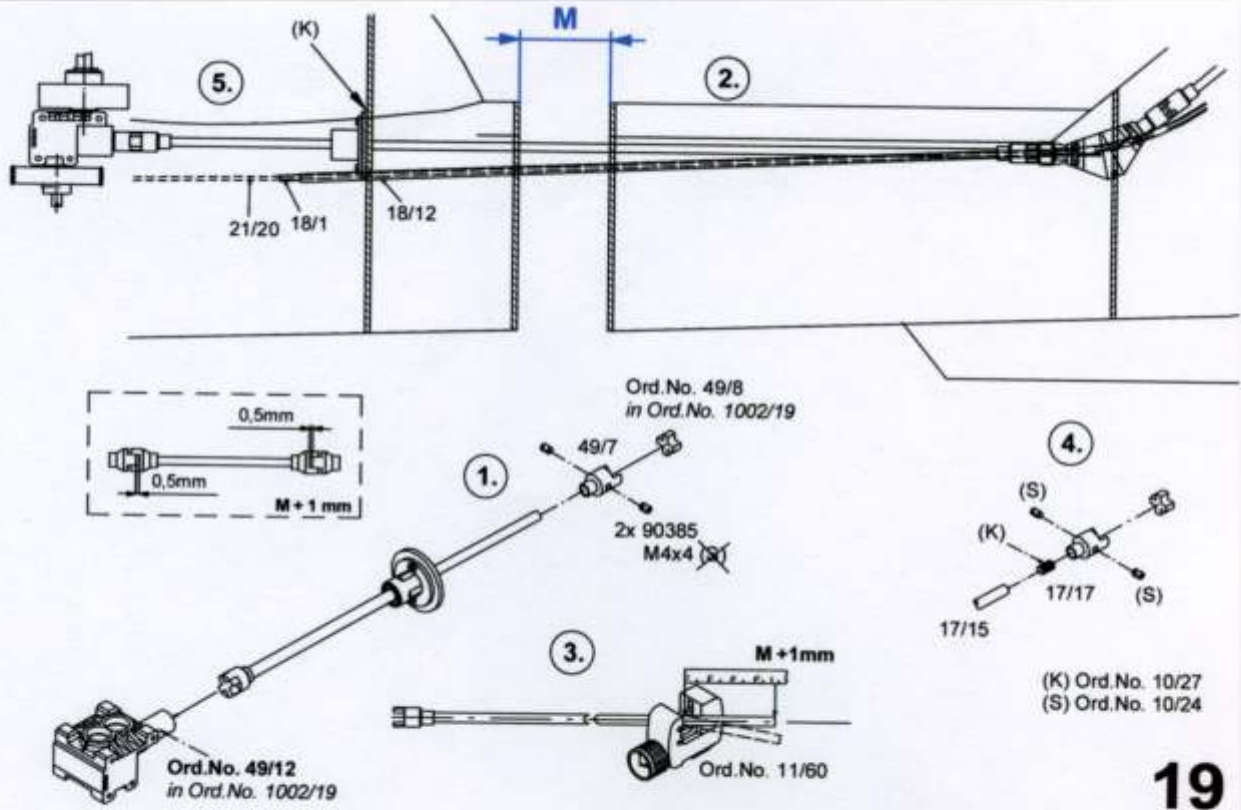 M
(K)
5.
2.
21/20
18/1
18/12
0,5mm
0,5mm
M + 1 mm
1.
Ord.No. 49/8
in Ord.No. 1002/19
49/7
2x 90385
M4x4 (S)
4.
(S)
(K)
17/17
(S)
17/15
3.
M +1mm
Ord.No. 11/60
(K) Ord.No. 10/27
(S) Ord.No. 10/24
Ord.No. 49/12
in Ord.No. 1002/19
19